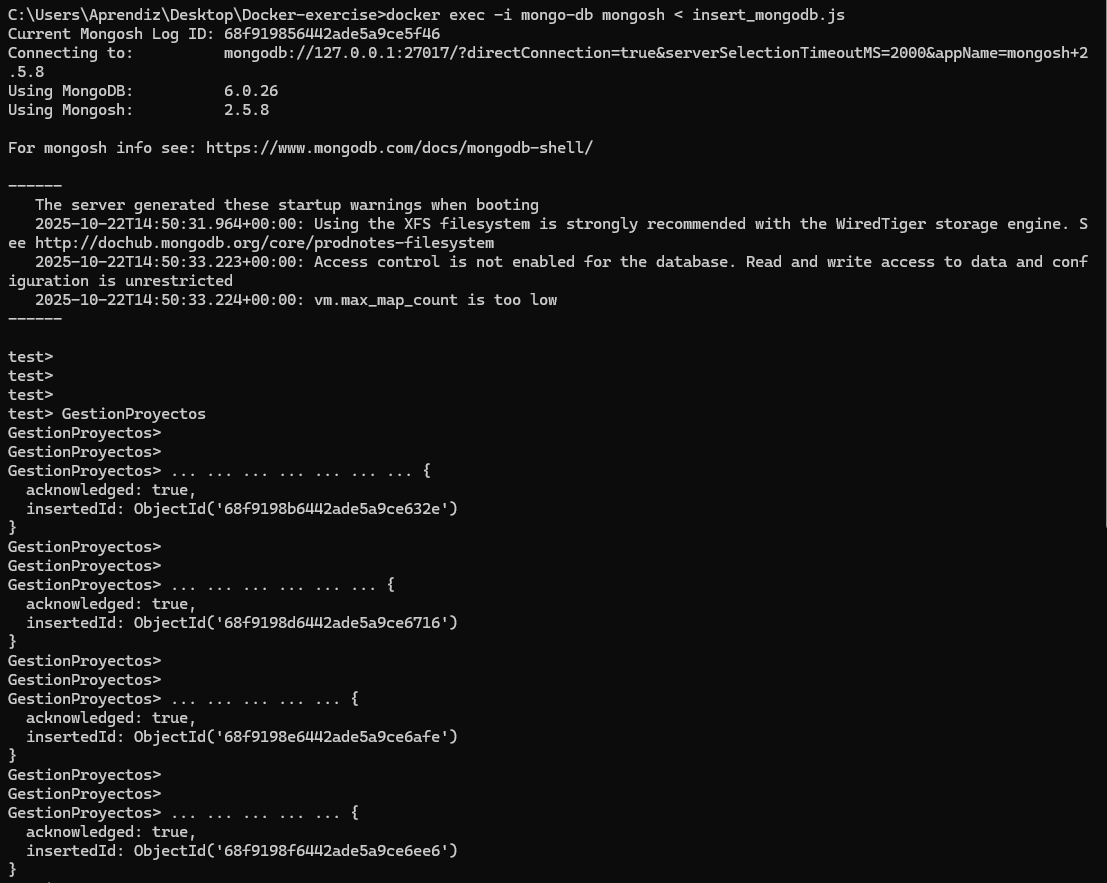 C:\Users\Aprendiz\Desktop\Docker-exercise>docker exec -i mongo-db mongosh < insert_mongodb.js
Current Mongosh Log ID: 68f919856442ade5a9ce5f46
Connecting to:          mongodb://127.0.0.1:27017/?directConnection=true&serverSelectionTimeoutMS=2000&appName=mongosh+2
.5.8
Using MongoDB:          6.0.26
Using Mongosh:          2.5.8

For mongosh info see: https://www.mongodb.com/docs/mongodb-shell/

------
   The server generated these startup warnings when booting
   2025-10-22T14:50:31.964+00:00: Using the XFS filesystem is strongly recommended with the WiredTiger storage engine. S
ee http://dochub.mongodb.org/core/prodnotes-filesystem
   2025-10-22T14:50:33.223+00:00: Access control is not enabled for the database. Read and write access to data and conf
iguration is unrestricted
   2025-10-22T14:50:33.224+00:00: vm.max_map_count is too low
------

test>
test>
test>
test> GestionProyectos
GestionProyectos>
GestionProyectos>
GestionProyectos> ... ... ... ... ... ... ... {
  acknowledged: true,
  insertedId: ObjectId('68f9198b6442ade5a9ce632e')
}
GestionProyectos>
GestionProyectos>
GestionProyectos> ... ... ... ... ... ... {
  acknowledged: true,
  insertedId: ObjectId('68f9198d6442ade5a9ce6716')
}
GestionProyectos>
GestionProyectos>
GestionProyectos> ... ... ... ... ... {
  acknowledged: true,
  insertedId: ObjectId('68f9198e6442ade5a9ce6afe')
}
GestionProyectos>
GestionProyectos>
GestionProyectos> ... ... ... ... ... {
  acknowledged: true,
  insertedId: ObjectId('68f9198f6442ade5a9ce6ee6')
}